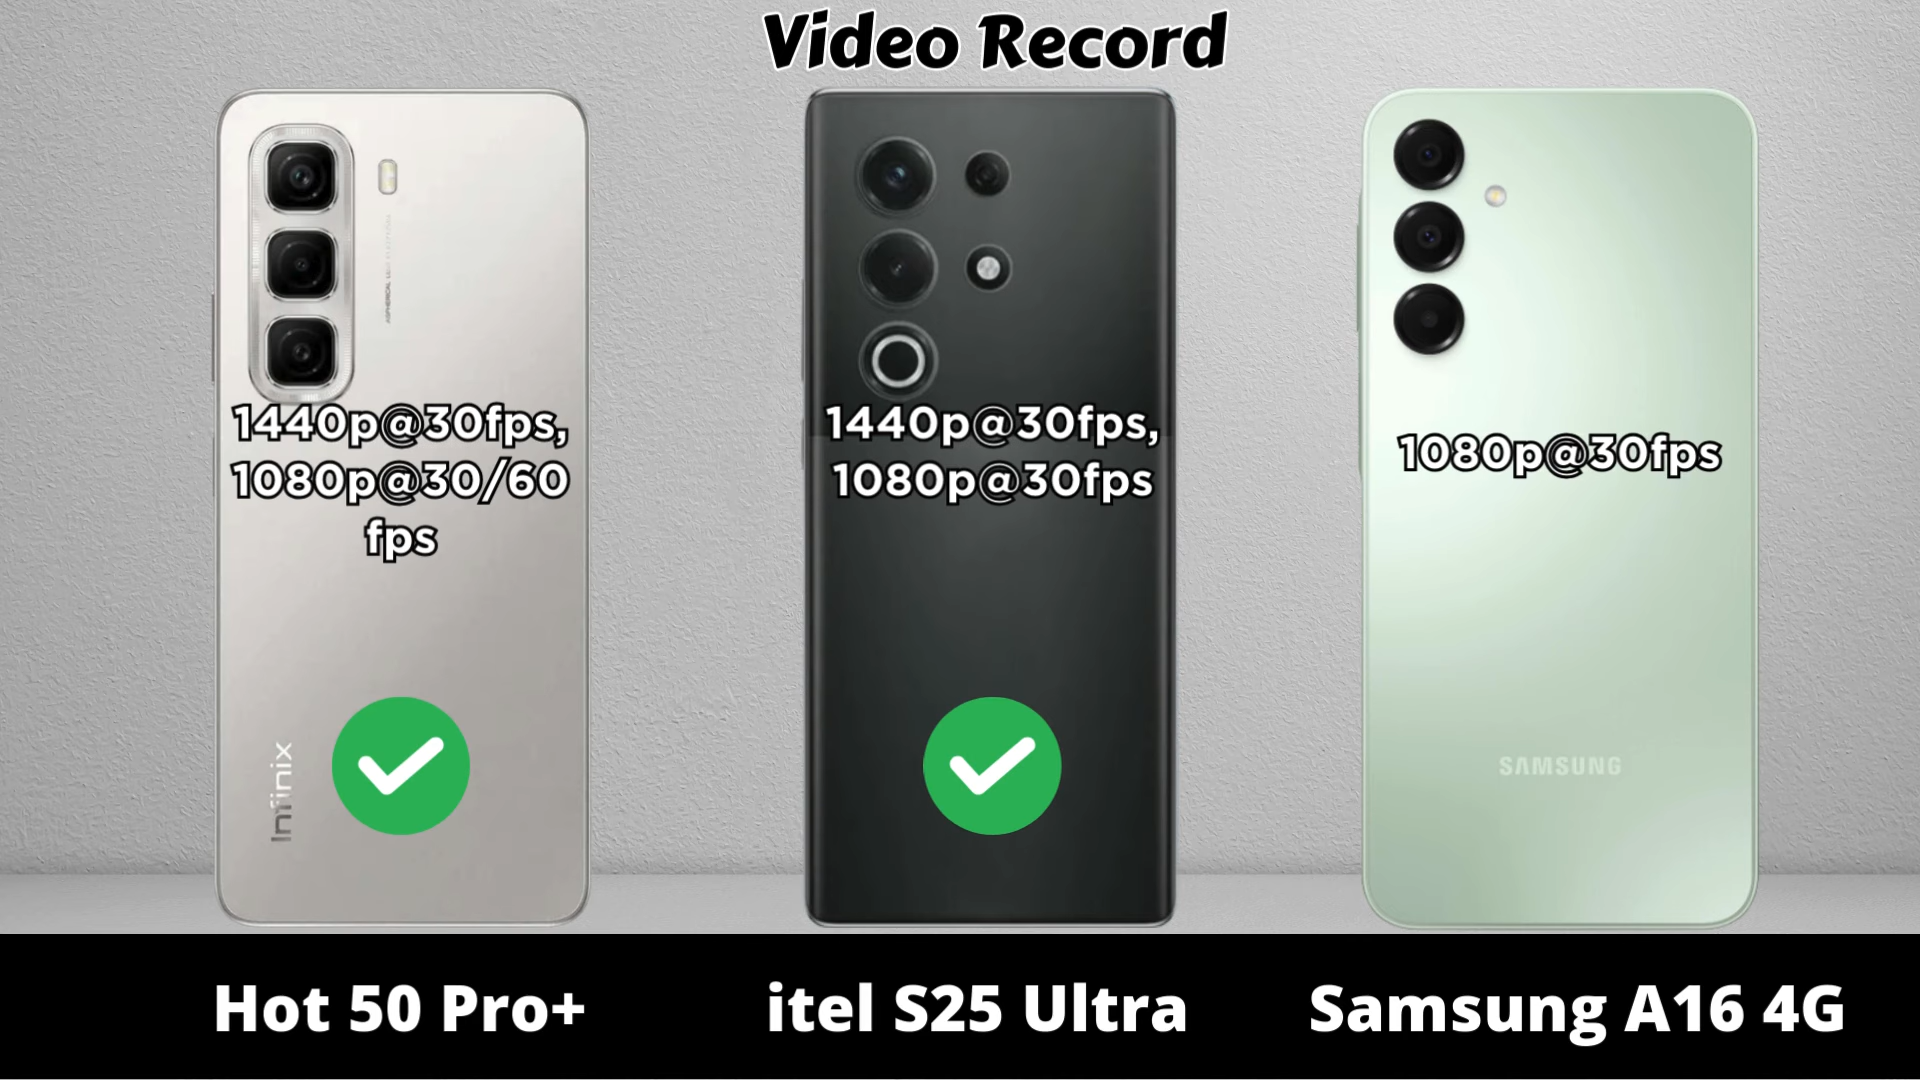 Video Record
1440p@30fps,
1080p@30/60
fps
1440p@30fps,
1080p@30fps
1080p@30fps
Infinix
SAMSUNG
Hot 50 Pro+
itel S25 Ultra
Samsung A16 4G